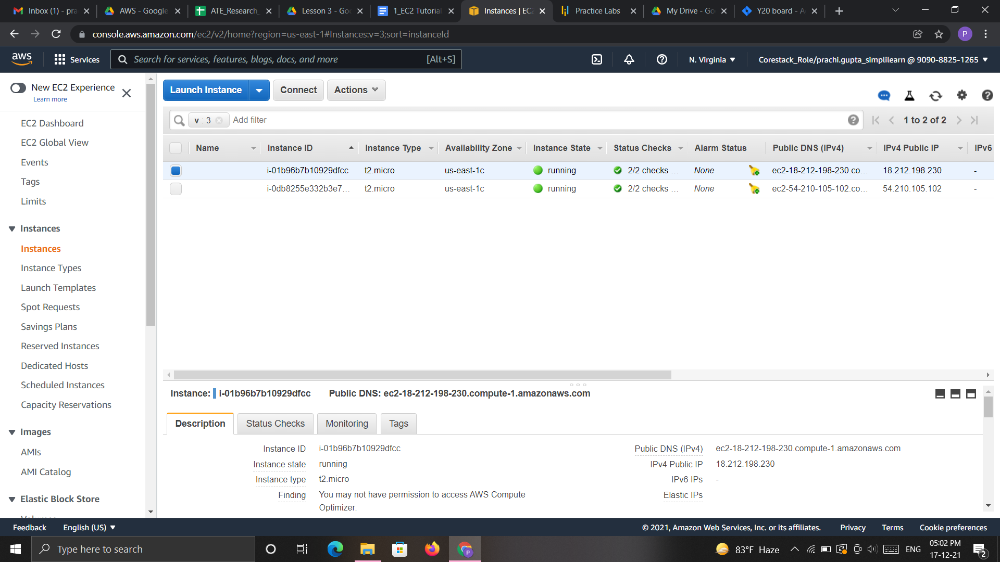 Inbox (1) - pra
AWS - Google
ATE_Research_
Lesson 3 - Goo
1_EC2 Tutorial
Instances | EC2
Practice Labs
My Drive - Go
Y20 board - A
console.aws.amazon.com/ec2/v2/home?region=us-east-1#Instances:v=3;sort=instanceId
P
aws
Services
Search for services, features, blogs, docs, and more [Alt+S]
N. Virginia
Corestack_Role/prachi.gupta_simplilearn @ 9090-8825-1265
New EC2 Experience
Learn more
EC2 Dashboard
EC2 Global View
Events
Tags
Limits
Instances
Instances
Instance Types
Launch Templates
Spot Requests
Savings Plans
Reserved Instances
Dedicated Hosts
Scheduled Instances
Capacity Reservations
Images
AMIs
AMI Catalog
Elastic Block Store
Launch Instance Connect Actions
v : 3 Add filter 1 to 2 of 2
Name Instance ID Instance Type Availability Zone Instance State Status Checks Alarm Status Public DNS (IPv4) IPv4 Public IP IPv6
i-01b96b7b10929dfcc t2.micro us-east-1c running 2/2 checks ... None ec2-18-212-198-230.co... 18.212.198.230 -
i-0db8255e332b3e7... t2.micro us-east-1c running 2/2 checks ... None ec2-54-210-105-102.co... 54.210.105.102 -
Instance: i-01b96b7b10929dfcc Public DNS: ec2-18-212-198-230.compute-1.amazonaws.com
Description Status Checks Monitoring Tags
Instance ID i-01b96b7b10929dfcc
Instance state running
Instance type t2.micro
Finding You may not have permission to access AWS Compute
Optimizer.
Public DNS (IPv4) ec2-18-212-198-230.compute-1.amazonaws.com
IPv4 Public IP 18.212.198.230
IPv6 IPs -
Elastic IPs
Feedback English (US) © 2021, Amazon Web Services, Inc. or its affiliates. Privacy Terms Cookie preferences
Type here to search
83°F Haze
ENG
05:02 PM
17-12-21
2